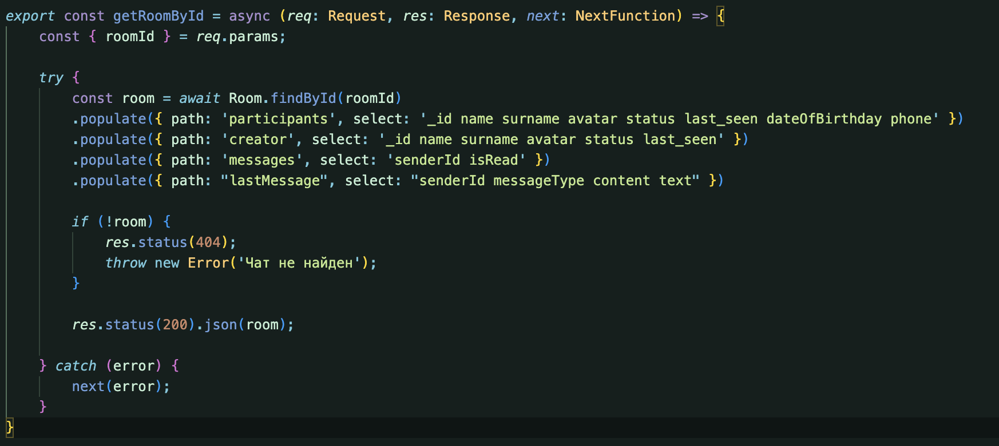 export const getRoomById = async (req: Request, res: Response, next: NextFunction) => {
const { roomId } = req.params;
try {
const room = await Room.findById(roomId)
.populate({ path: 'participants', select: '_id name surname avatar status last_seen dateOfBirthday phone' })
.populate({ path: 'creator', select: '_id name surname avatar status last_seen' })
.populate({ path: 'messages', select: 'senderId isRead' })
.populate({ path: "lastMessage", select: "senderId messageType content text" })
if (!room) {
res.status(404);
throw new Error('Чат не найден');
}
res.status(200).json(room);
} catch (error) {
next(error);
}
}